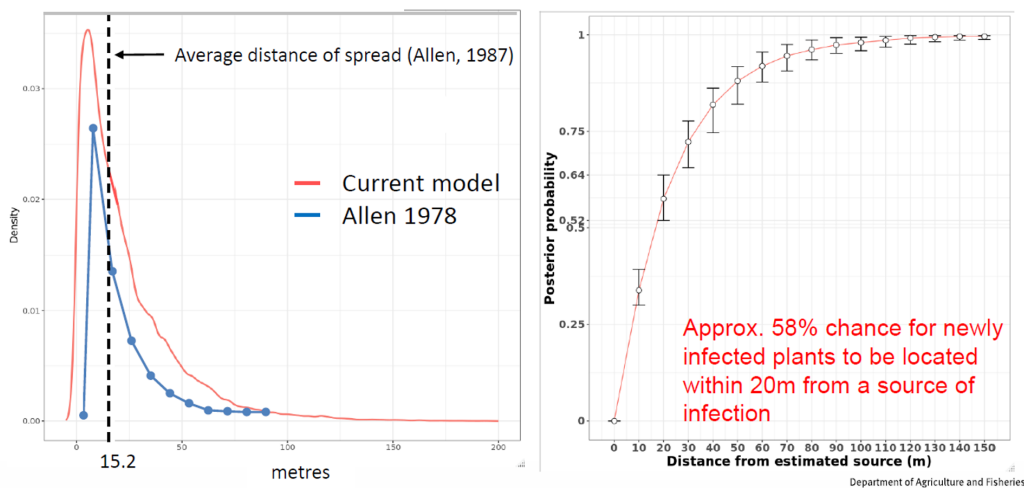 Average distance of spread (Allen, 1987)
Density
0.03
0.02
0.01
0.00
Current model
Allen 1978
0
50
100
150
200
15.2
metres
Posterior probability
1
0.75
0.64
0.52
0.5
0.25
0
Approx. 58% chance for newly
infected plants to be located
within 20m from a source of
infection
0 10 20 30 40 50 60 70 80 90 100 110 120 130 140 150
Distance from estimated source (m)
Department of Agriculture and Fisheries